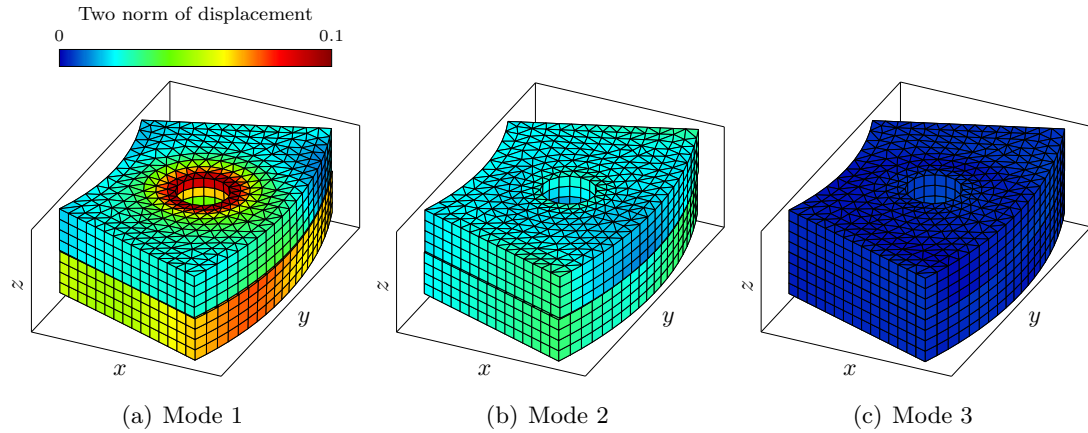 Two norm of displacement
0 0.1
z x y
z x y
z x y
(a) Mode 1
(b) Mode 2
(c) Mode 3